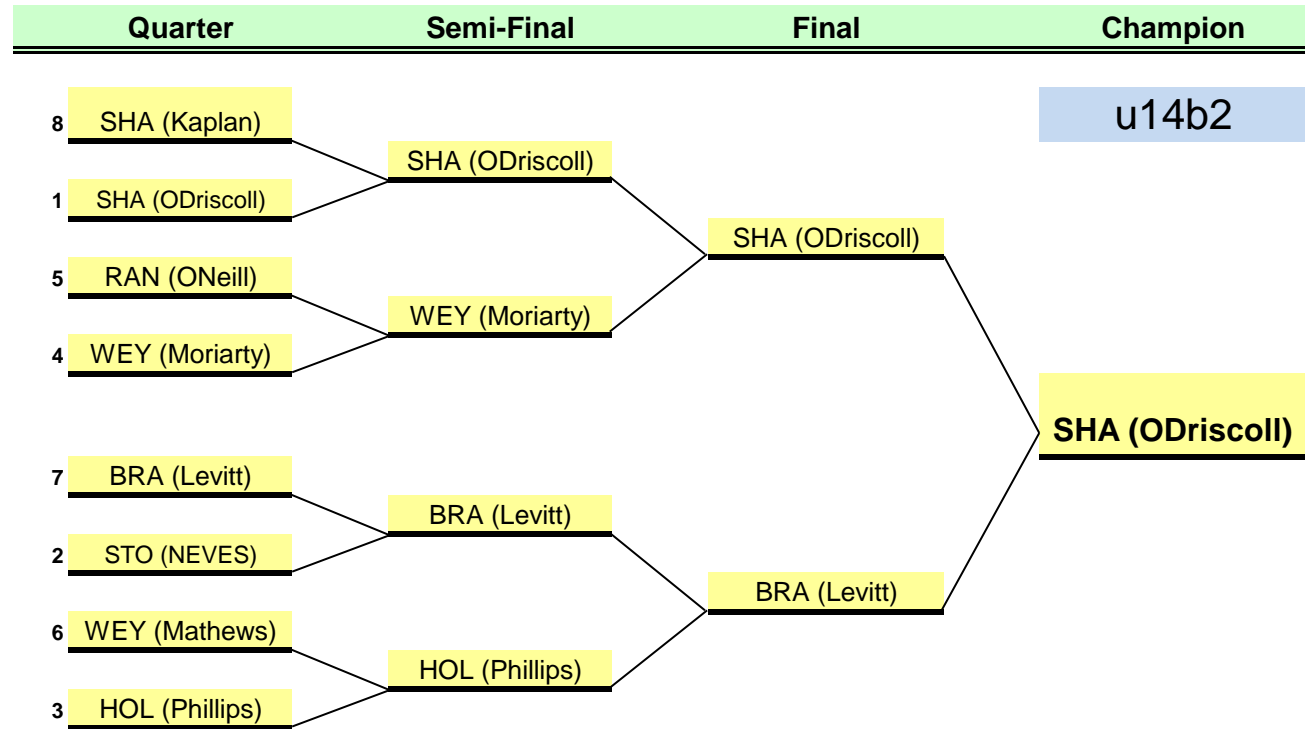 Quarter Semi-Final Final Champion
8 SHA (Kaplan)
u14b2
SHA (ODriscoll)
1 SHA (ODriscoll)
SHA (ODriscoll)
5 RAN (ONeill)
WEY (Moriarty)
4 WEY (Moriarty)
SHA (ODriscoll)
7 BRA (Levitt)
BRA (Levitt)
2 STO (NEVES)
BRA (Levitt)
6 WEY (Mathews)
HOL (Phillips)
3 HOL (Phillips)